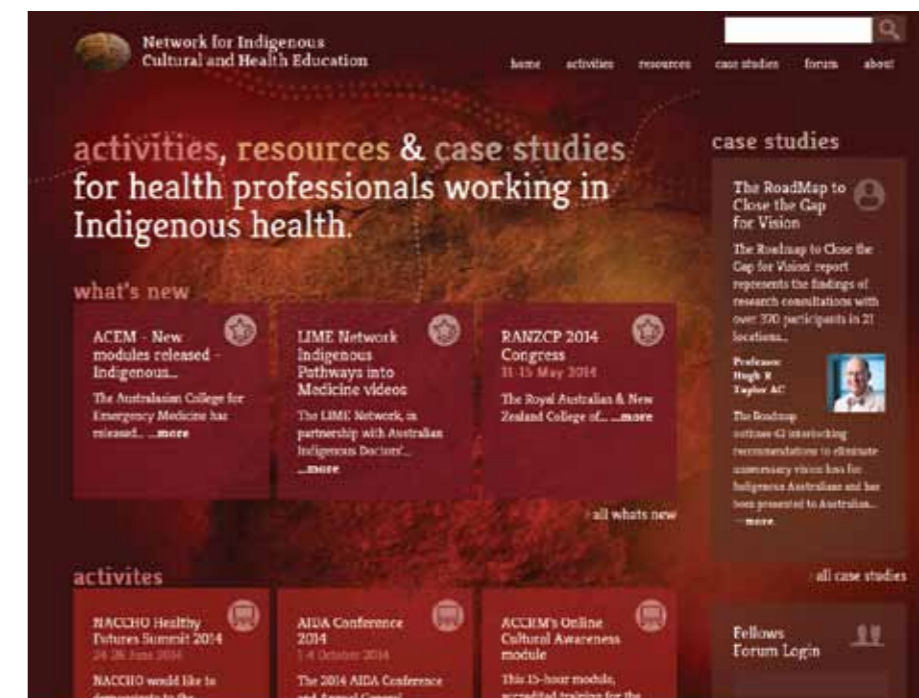 Network for Indigenous
Cultural and Health Education
home activities resources case studies forum about
activities, resources & case studies
for health professionals working in
Indigenous health.
what's new
ACEM - New
modules released -
Indigenous...
The Australasian College for
Emergency Medicine has
released... ...more
LIME Network
Indigenous
Pathways into
Medicine videos
The LIME Network, in
partnership with Australian
Indigenous Doctors'...
...more
RANZCP 2014
Congress
11-15 May 2014
The Royal Australian & New
Zealand College of... ...more
all whats new
activites
NACCHO Healthy
Futures Summit 2014
24-26 June 2014
NACCHO would like to
demonstrate to the
AIDA Conference
2014
1-4 October 2014
The 2014 AIDA Conference
and Annual General
ACCRM's Online
Cultural Awareness
module
This 15-hour module,
accredited training for the
case studies
The RoadMap to
Close the Gap
for Vision
The Roadmap to Close the
Gap for Vision' report
represents the findings of
research consultations with
over 370 participants in 21
locations...
Professor
Hugh R
Taylor AC
The Roadmap
outlines 42 interlocking
recommendations to eliminate
unnecessary vision loss for
Indigenous Australians and has
been presented to Australian...
...more
all case studies
Fellows
Forum Login